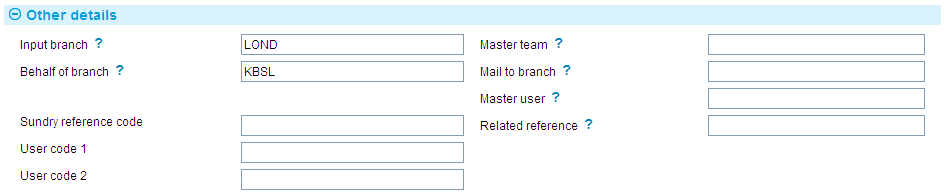 Other details
Input branch ? LOND Master team ?
Behalf of branch ? KBSL Mail to branch ?
Master user ?
Sundry reference code Related reference ?
User code 1
User code 2